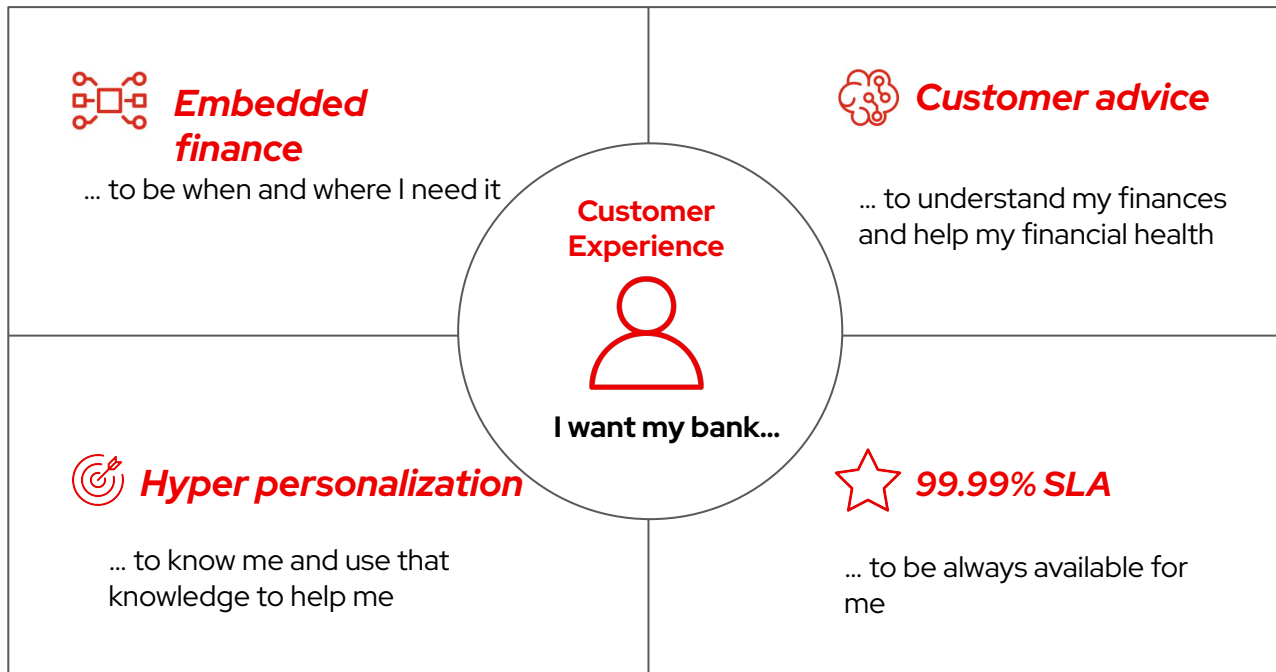 Embedded
finance
... to be when and where I need it
Customer advice
... to understand my finances
and help my financial health
Customer
Experience
I want my bank...
Hyper personalization
... to know me and use that
knowledge to help me
99.99% SLA
... to be always available for
me